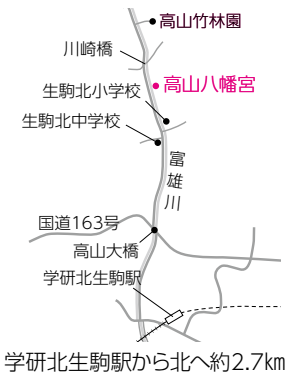 高山竹林園
川崎橋
高山八幡宮
生駒北小学校
生駒北中学校
富雄川
国道163号
高山大橋
学研北生駒駅
学研北生駒駅から北へ約2.7km